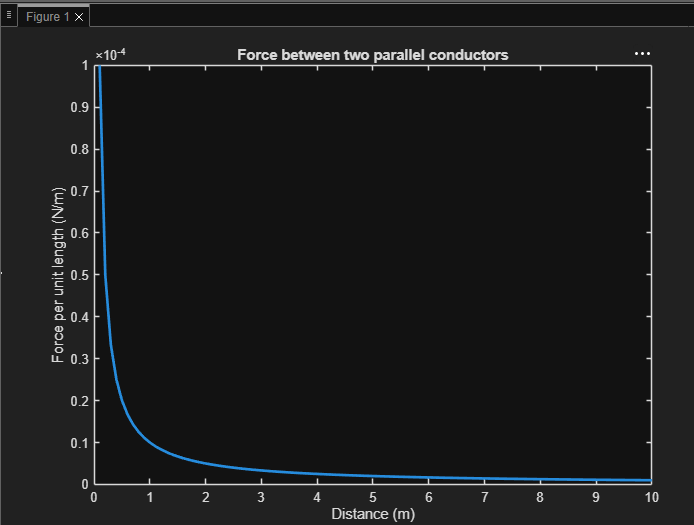 Figure 1 ×
×10⁻⁴
Force between two parallel conductors
1
0.9
0.8
0.7
0.6
0.5
0.4
0.3
0.2
0.1
0
Force per unit length (N/m)
0 1 2 3 4 5 6 7 8 9 10
Distance (m)